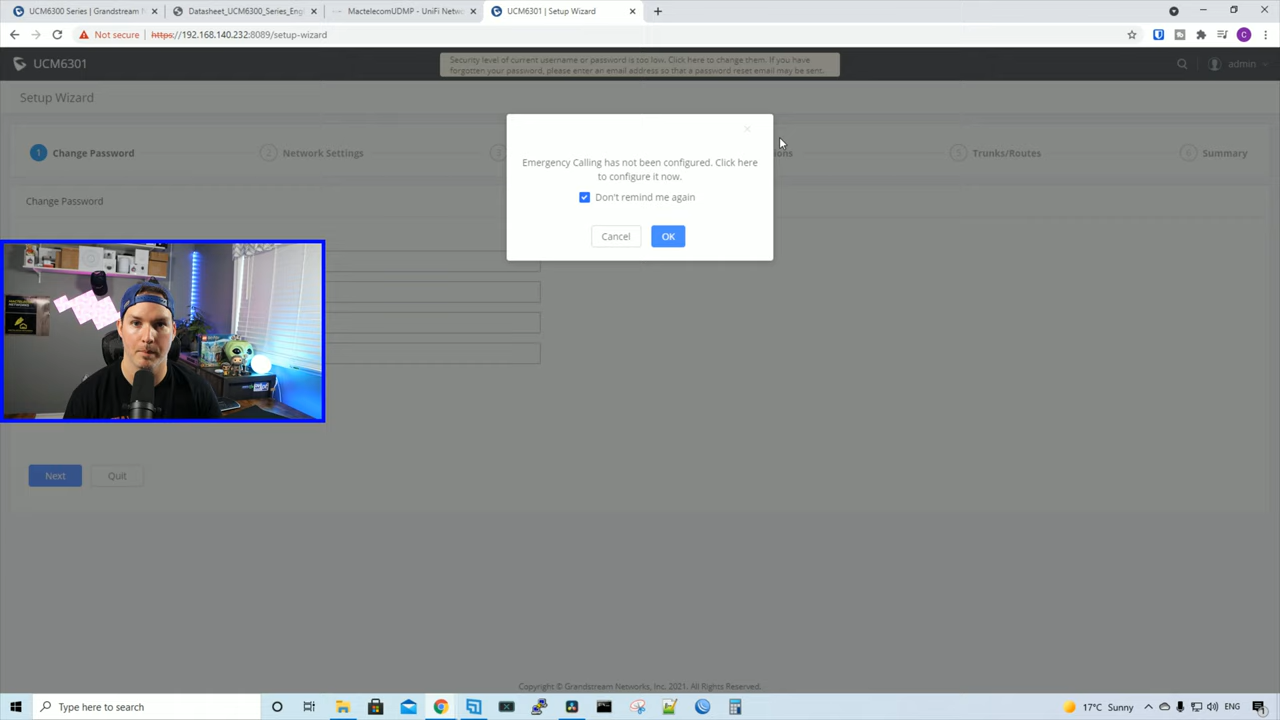 UCM6300 Series | Grandstream N
Datasheet_UCM6300_Series_Engl
MactelecomUDMP - UniFi Netwo
UCM6301 | Setup Wizard
Not secure
https://192.168.140.232:8089/setup-wizard
C
UCM6301
Security level of current username or password is too low. Click here to change them. If you have
forgotten your password, please enter an email address so that a password reset email may be sent.
admin
Setup Wizard
1 Change Password
2 Network Settings
5 Trunks/Routes
6 Summary
Emergency Calling has not been configured. Click here
to configure it now.
Don't remind me again
Cancel
OK
Change Password
Next
Quit
Copyright © Grandstream Networks, Inc. 2021. All Rights Reserved.
Type here to search
17°C Sunny
ENG